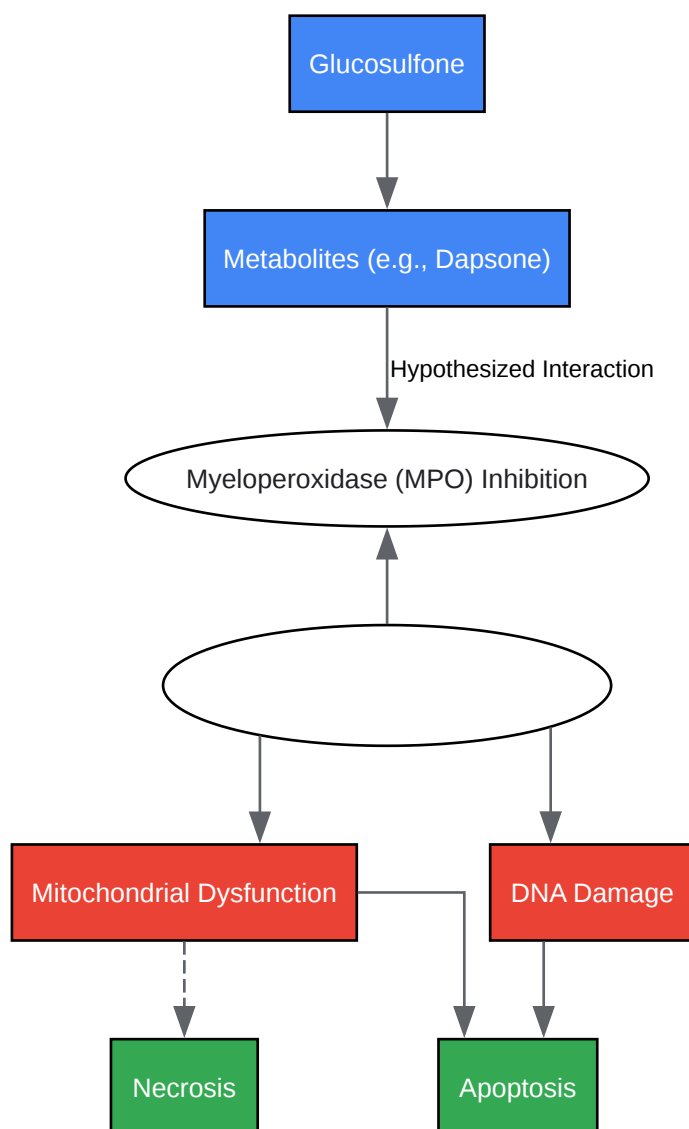 Glucosulfone
Metabolites (e.g., Dapsone)
Hypothesized Interaction
Myeloperoxidase (MPO) Inhibition
Mitochondrial Dysfunction
DNA Damage
Necrosis
Apoptosis